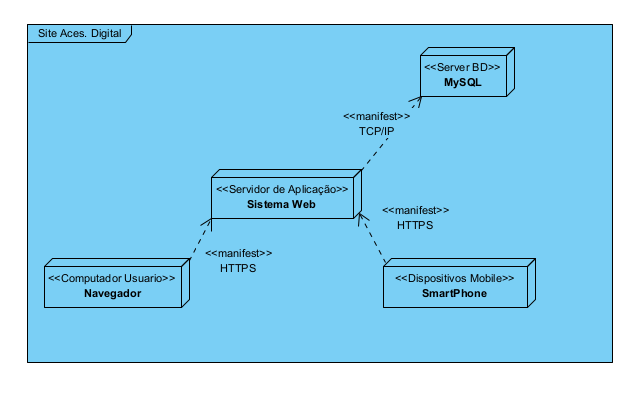 Site Aces. Digital
<<Server BD>>
MySQL
<<manifest>>
TCP/IP
<<Servidor de Aplicação>>
Sistema Web
<<manifest>>
HTTPS
<<manifest>>
HTTPS
<<Computador Usuario>>
Navegador
<<Dispositivos Mobile>>
SmartPhone